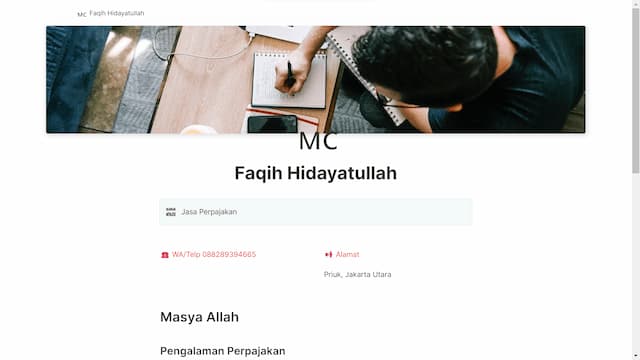 MC Faqih Hidayatullah
MC
Faqih Hidayatullah
Jasa Perpajakan
WA/Telp 088289394665
Alamat
Priuk, Jakarta Utara
Masya Allah
Pengalaman Perpajakan